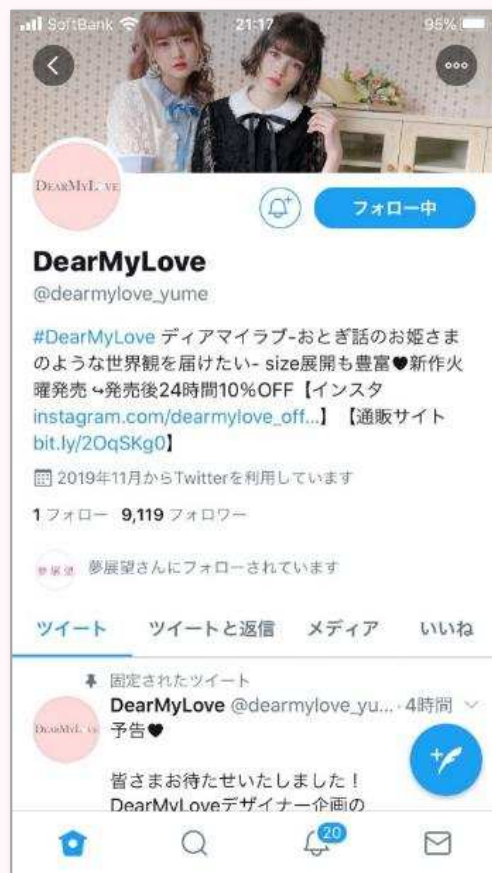 SoftBank 21:17 95%
DEARMYLOVE
フォロー中
DearMyLove
@dearmylove_yume
#DearMyLove ディアマイラブ-おとぎ話のお姫さま
のような世界観を届けたい- size展開も豊富♥新作火
曜発売 ↪発売後24時間10%OFF【インスタ
instagram.com/dearmylove_off...】【通販サイト
bit.ly/2OqSKg0】
2019年11月からTwitterを利用しています
1 フォロー 9,119 フォロワー
夢展望 夢展望さんにフォローされています
ツイート ツイートと返信 メディア いいね
固定されたツイート
DearMyLove @dearmylove_yu... · 4時間
DEARMYLOVE
予告♥
皆さまお待たせいたしました！
DearMyLoveデザイナー企画の
20